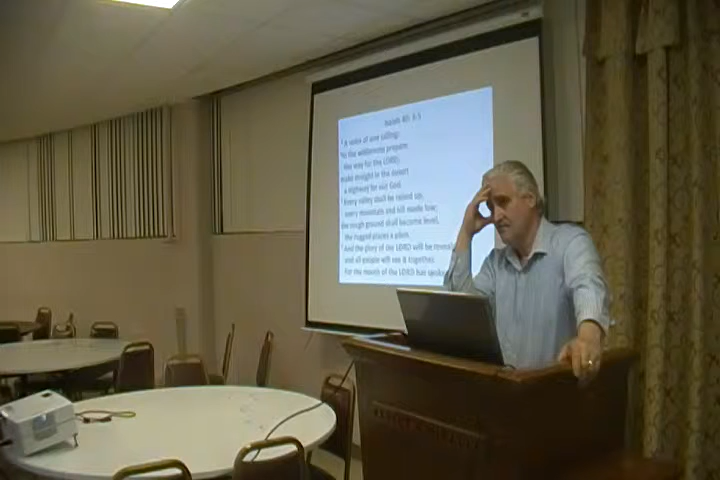 Isaiah 40: 3-5
A voice of one calling:
"In the wilderness prepare
the way for the LORD;
make straight in the desert
a highway for our God.
Every valley shall be raised up,
every mountain and hill made low;
the rough ground shall become level,
the rugged places a plain.
And the glory of the LORD will be
and all people will see it together.
For the mouth of the LORD has